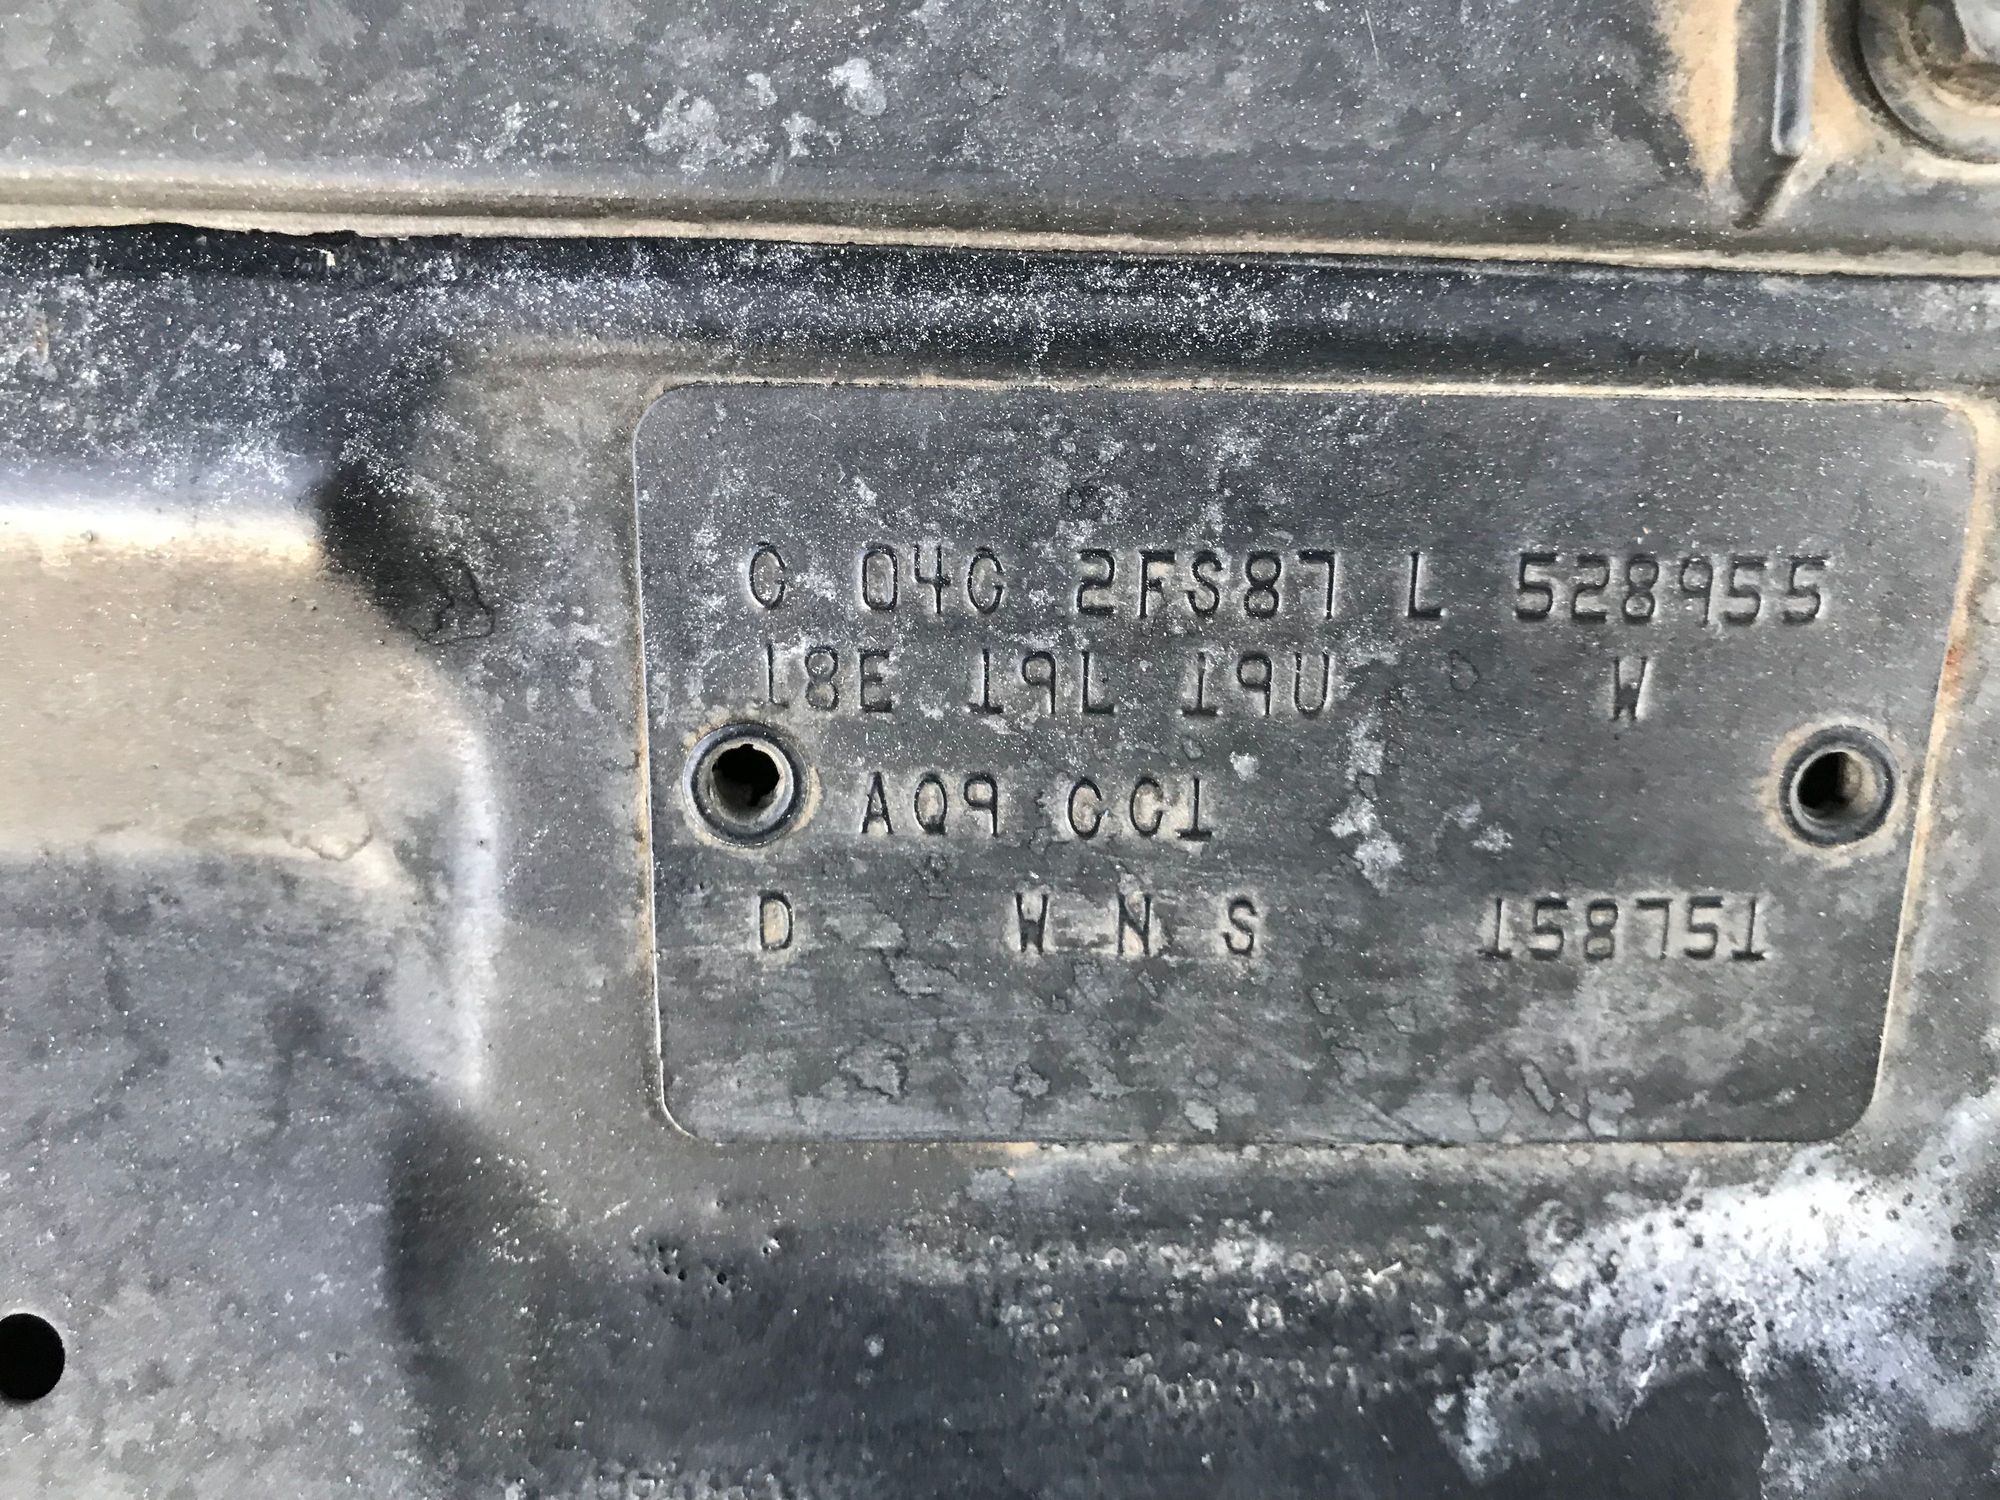 C 04C 2FS87 L 528955
18E 19L 19U W
AQ9 CC1
D W N S 158751